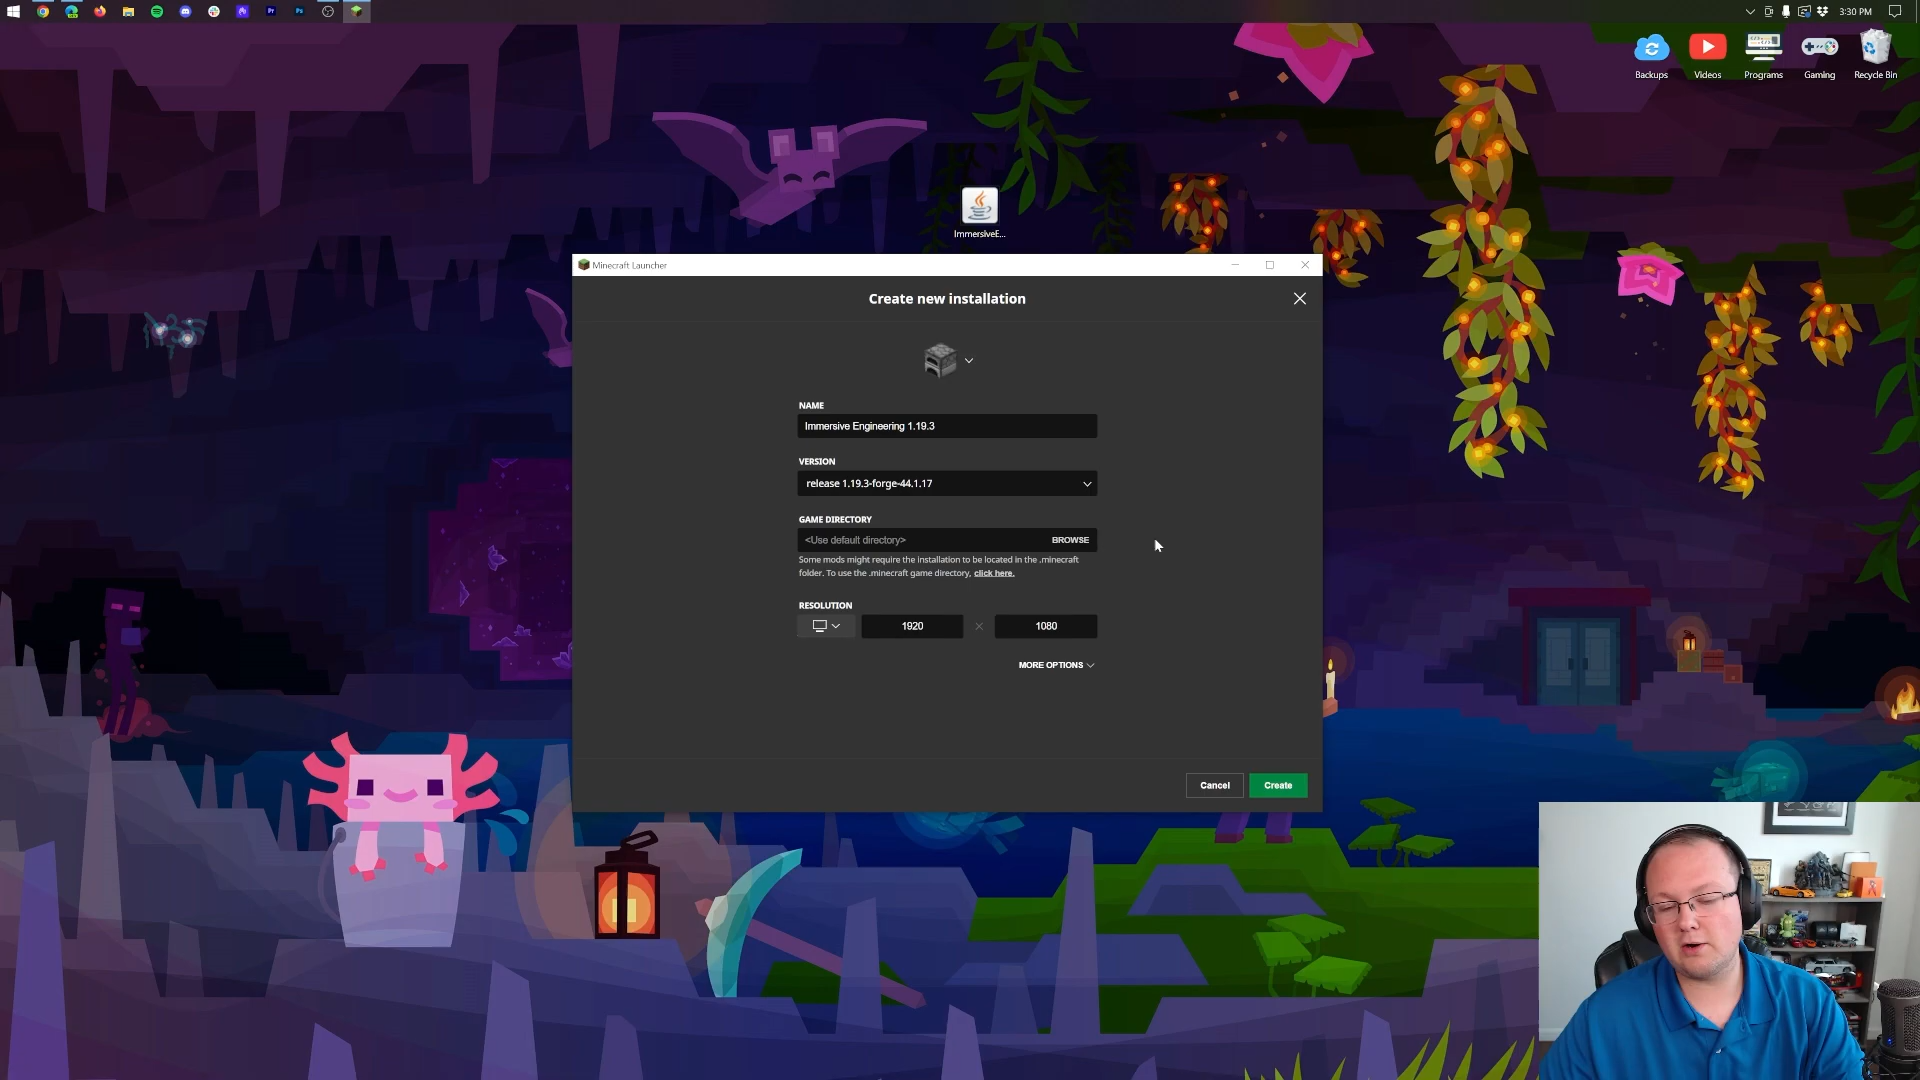 3:30 PM
Backups
Videos
Programs
Gaming
Recycle Bin
ImmersiveE...
Minecraft Launcher
Create new installation
NAME
Immersive Engineering 1.19.3
VERSION
release 1.19.3-forge-44.1.17
GAME DIRECTORY
<Use default directory>
BROWSE
Some mods might require the installation to be located in the .minecraft
folder. To use the .minecraft game directory, click here.
RESOLUTION
1920
1080
MORE OPTIONS
Cancel
Create